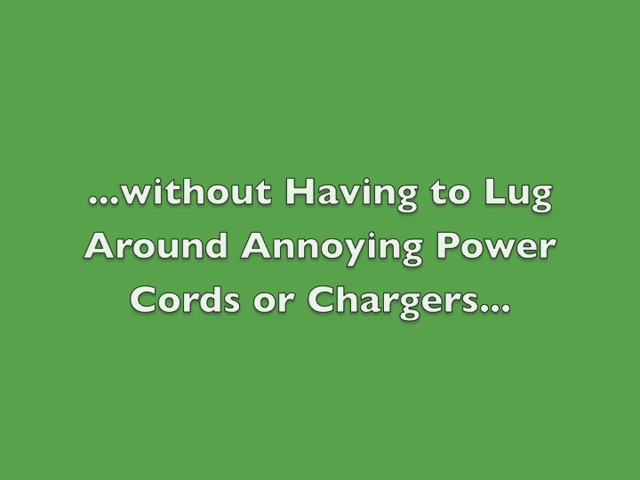 ...without Having to Lug
Around Annoying Power
Cords or Chargers...